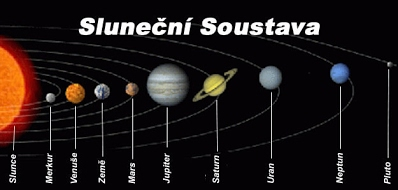 Sluneční Soustava
Slunce
Merkur
Venuše
Země
Mars
Jupiter
Saturn
Uran
Neptun
Pluto